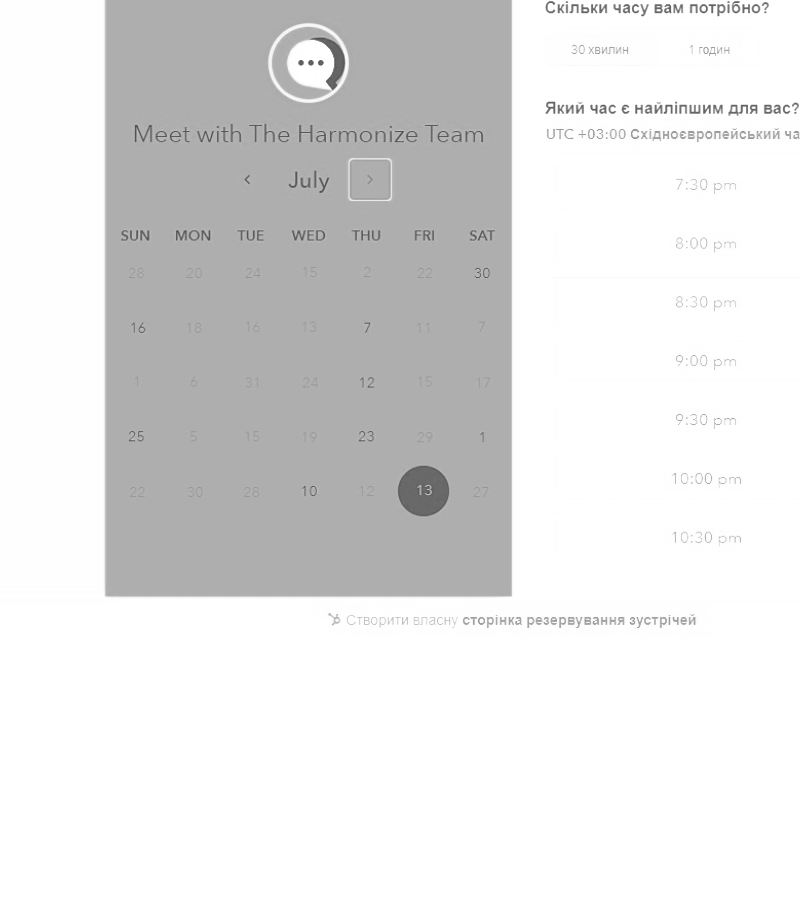 Meet with The Harmonize Team
July
SUN MON TUE WED THU FRI SAT
28 20 24 15 2 22 30
16 18 16 13 7 11 7
1 6 31 24 12 15 17
25 5 15 19 23 29 1
22 30 28 10 12 13 27
Скільки часу вам потрібно?
30 хвилин 1 годин
Який час є найліпшим для вас?
UTC +03:00 Східноєвропейський ча
7:30 pm
8:00 pm
8:30 pm
9:00 pm
9:30 pm
10:00 pm
10:30 pm
Створити власну сторінка резервування зустрічей